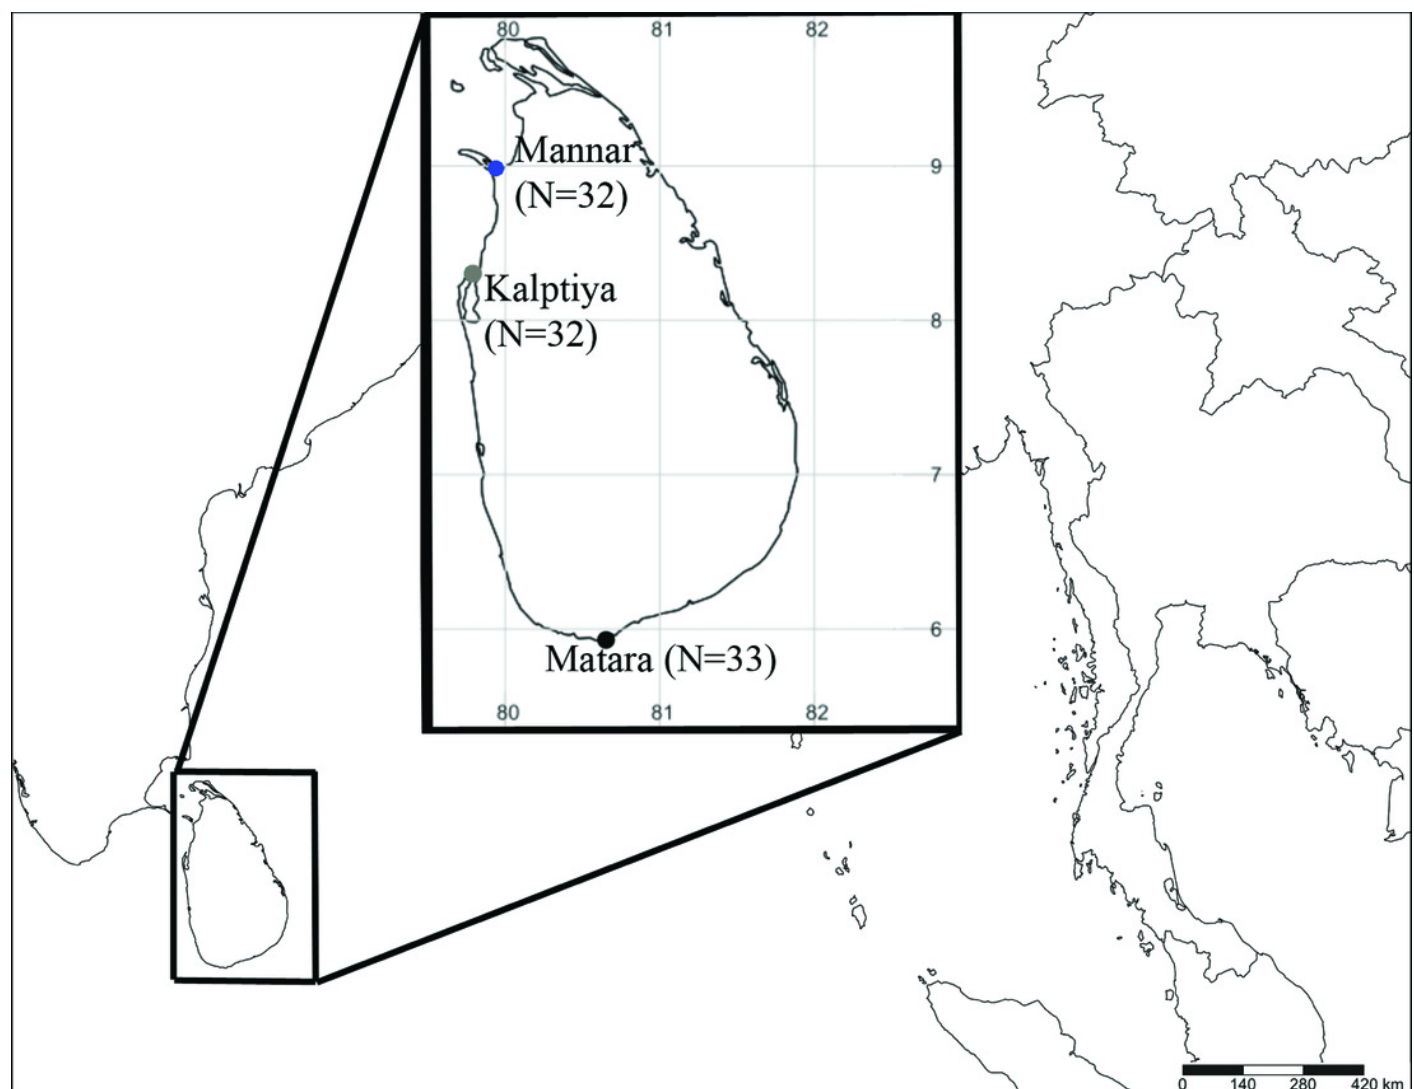 80 81 82
Mannar
(N=32)
9
Kalptiya
(N=32)
8
7
6
Matara (N=33)
80 81 82
0 140 280 420 km